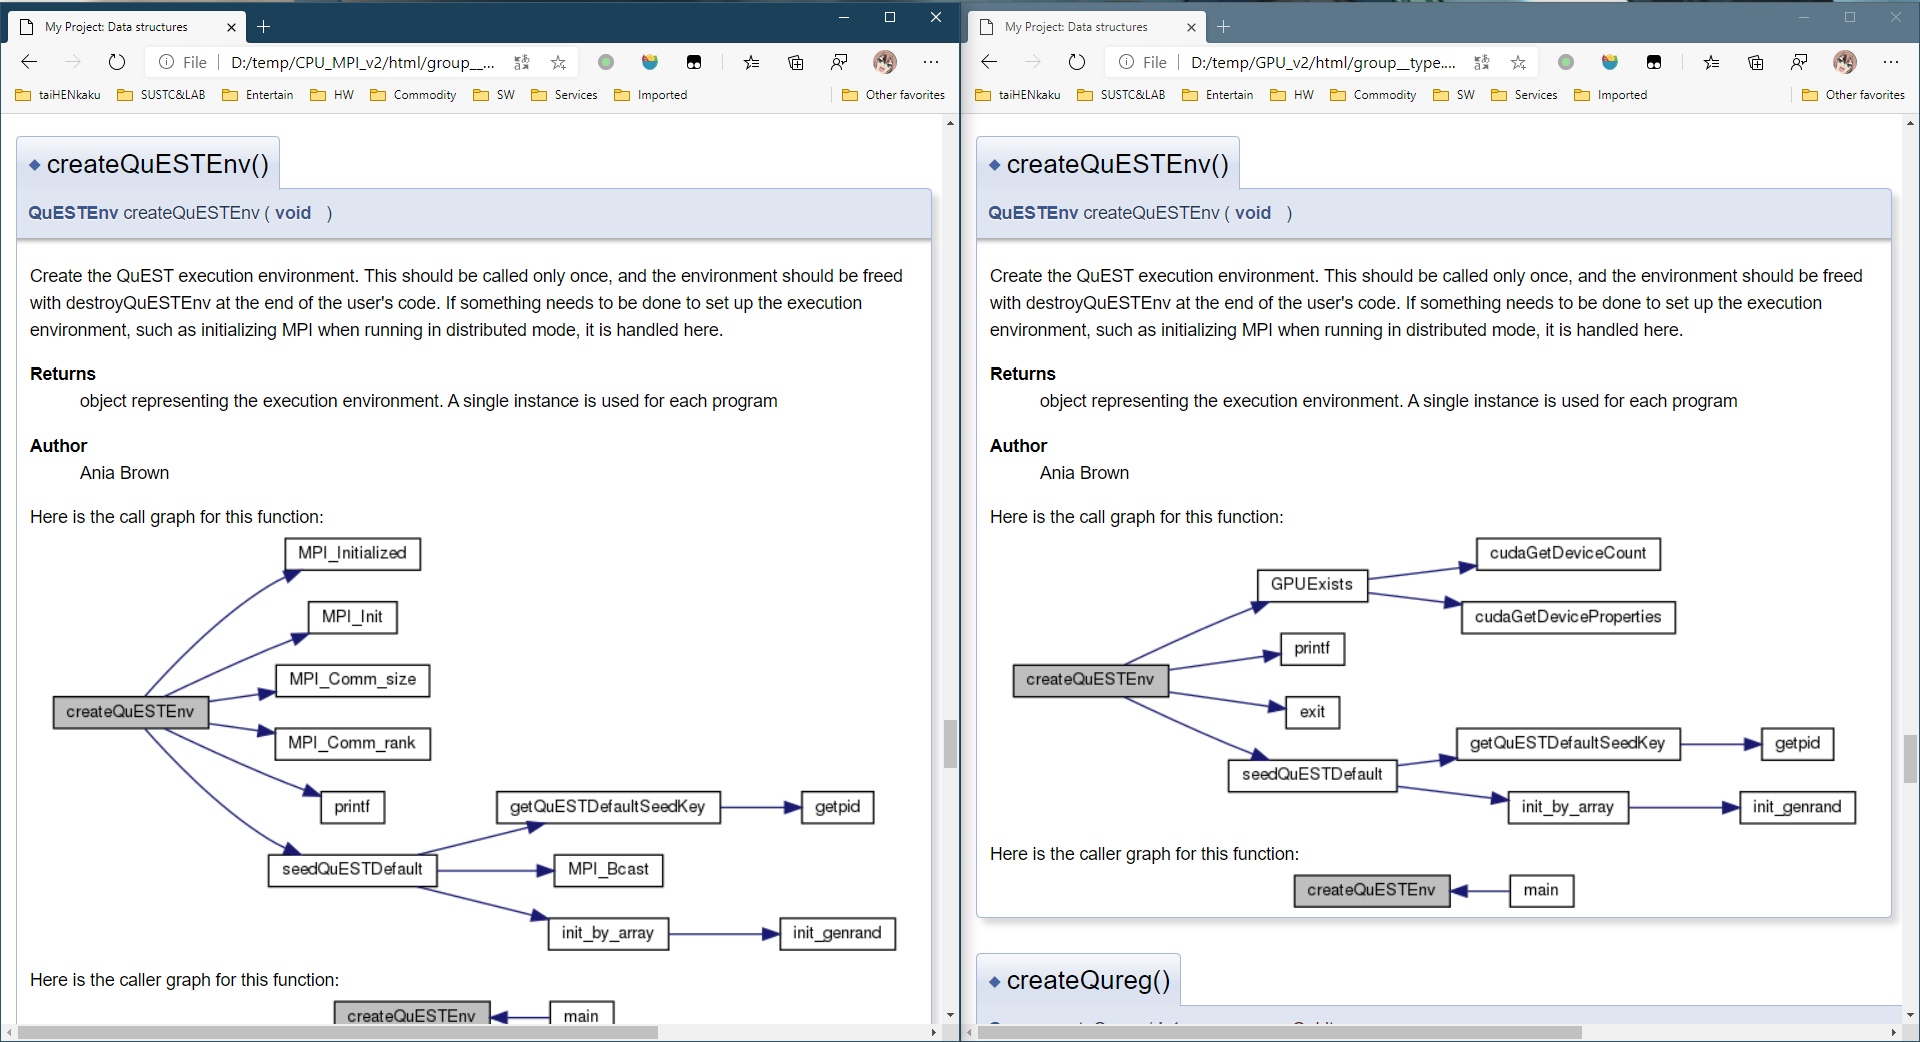 My Project: Data structures
File
D:/temp/CPU_MPI_v2/html/group__...
taiHENkaku
SUSTC&LAB
Entertain
HW
Commodity
SW
Services
Imported
Other favorites
createQuESTEnv()
QuESTEnv createQuESTEnv ( void )
Create the QuEST execution environment. This should be called only once, and the environment should be freed
with destroyQuESTEnv at the end of the user's code. If something needs to be done to set up the execution
environment, such as initializing MPI when running in distributed mode, it is handled here.
Returns
object representing the execution environment. A single instance is used for each program
Author
Ania Brown
Here is the call graph for this function:
MPI_Initialized
MPI_Init
MPI_Comm_size
createQuESTEnv
MPI_Comm_rank
printf
getQuESTDefaultSeedKey
getpid
seedQuESTDefault
MPI_Bcast
init_by_array
init_genrand
Here is the caller graph for this function:
createQuESTEnv
main
My Project: Data structures
File
D:/temp/GPU_v2/html/group__type....
taiHENkaku
SUSTC&LAB
Entertain
HW
Commodity
SW
Services
Imported
Other favorites
createQuESTEnv()
QuESTEnv createQuESTEnv ( void )
Create the QuEST execution environment. This should be called only once, and the environment should be freed
with destroyQuESTEnv at the end of the user's code. If something needs to be done to set up the execution
environment, such as initializing MPI when running in distributed mode, it is handled here.
Returns
object representing the execution environment. A single instance is used for each program
Author
Ania Brown
Here is the call graph for this function:
cudaGetDeviceCount
GPUExists
cudaGetDeviceProperties
printf
createQuESTEnv
exit
getQuESTDefaultSeedKey
getpid
seedQuESTDefault
init_by_array
init_genrand
Here is the caller graph for this function:
createQuESTEnv
main
createQureg()